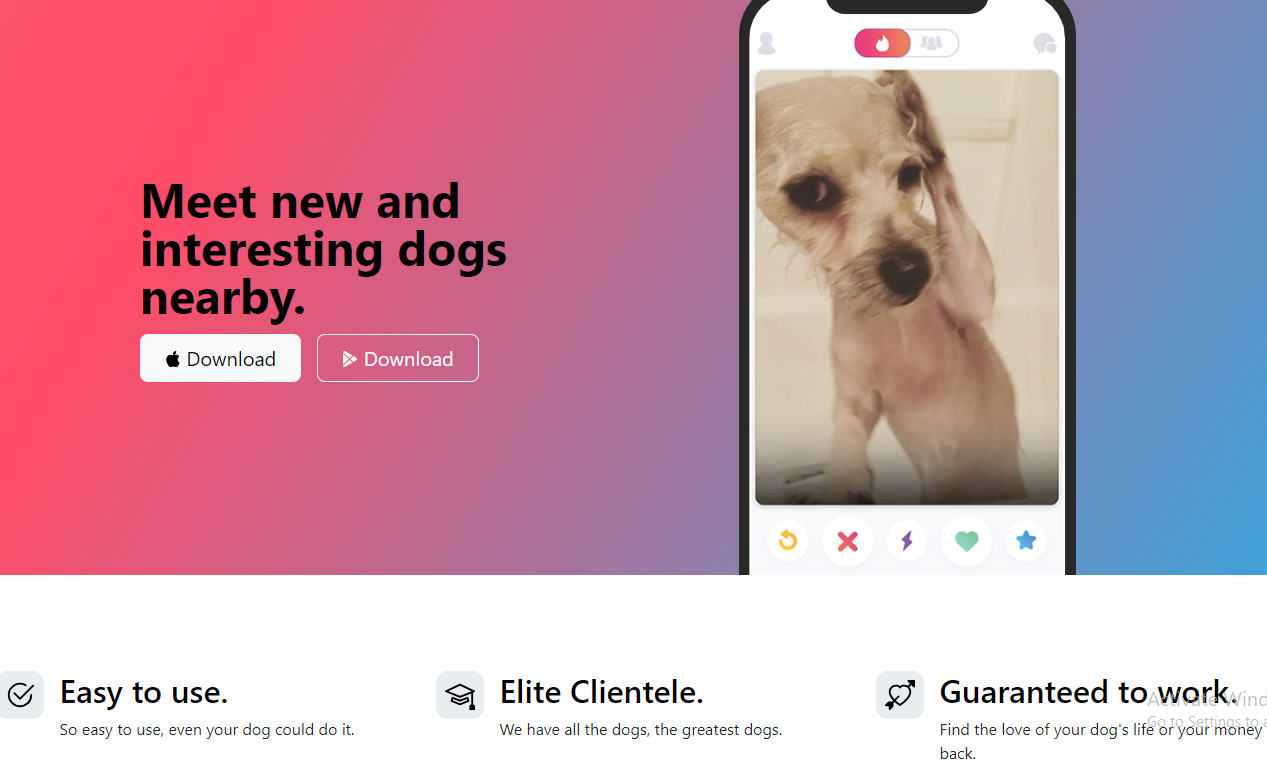 Meet new and
interesting dogs
nearby.
Download
Download
Easy to use.
So easy to use, even your dog could do it.
Elite Clientele.
We have all the dogs, the greatest dogs.
Guaranteed to work.
Find the love of your dog's life or your money
back.
Activate Wind
Go to Settings to a